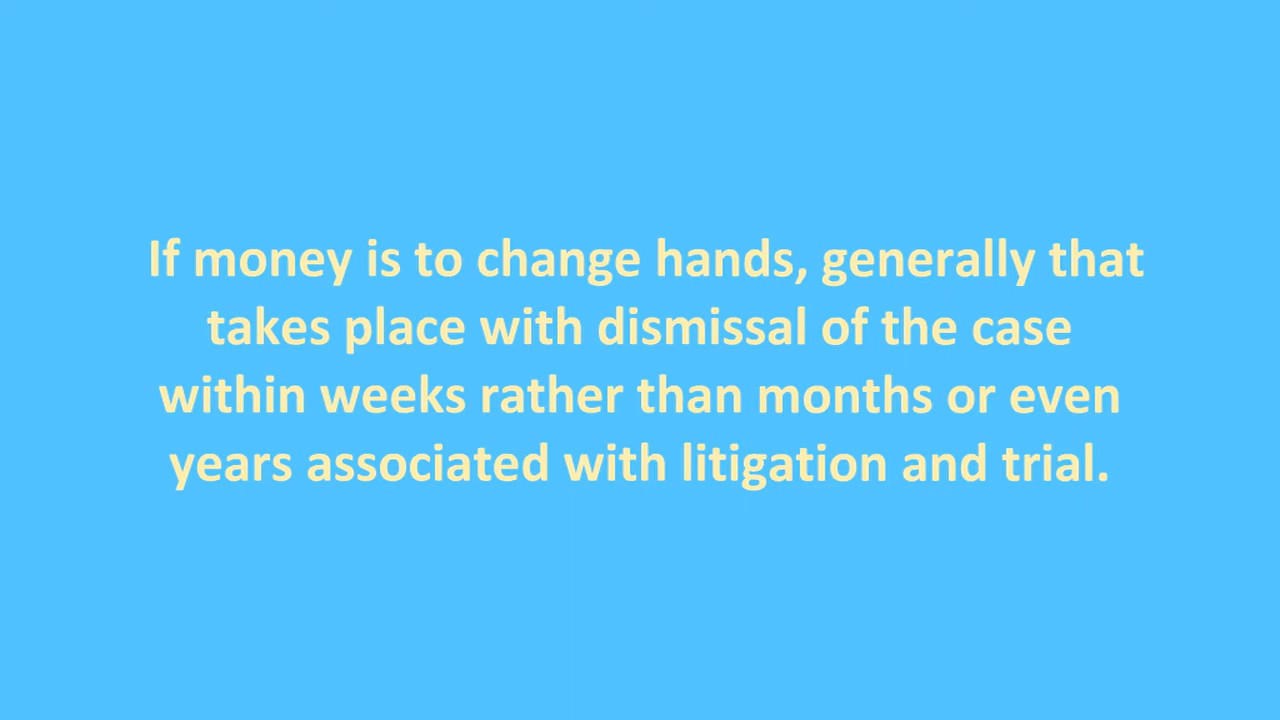 If money is to change hands, generally that
takes place with dismissal of the case
within weeks rather than months or even
years associated with litigation and trial.